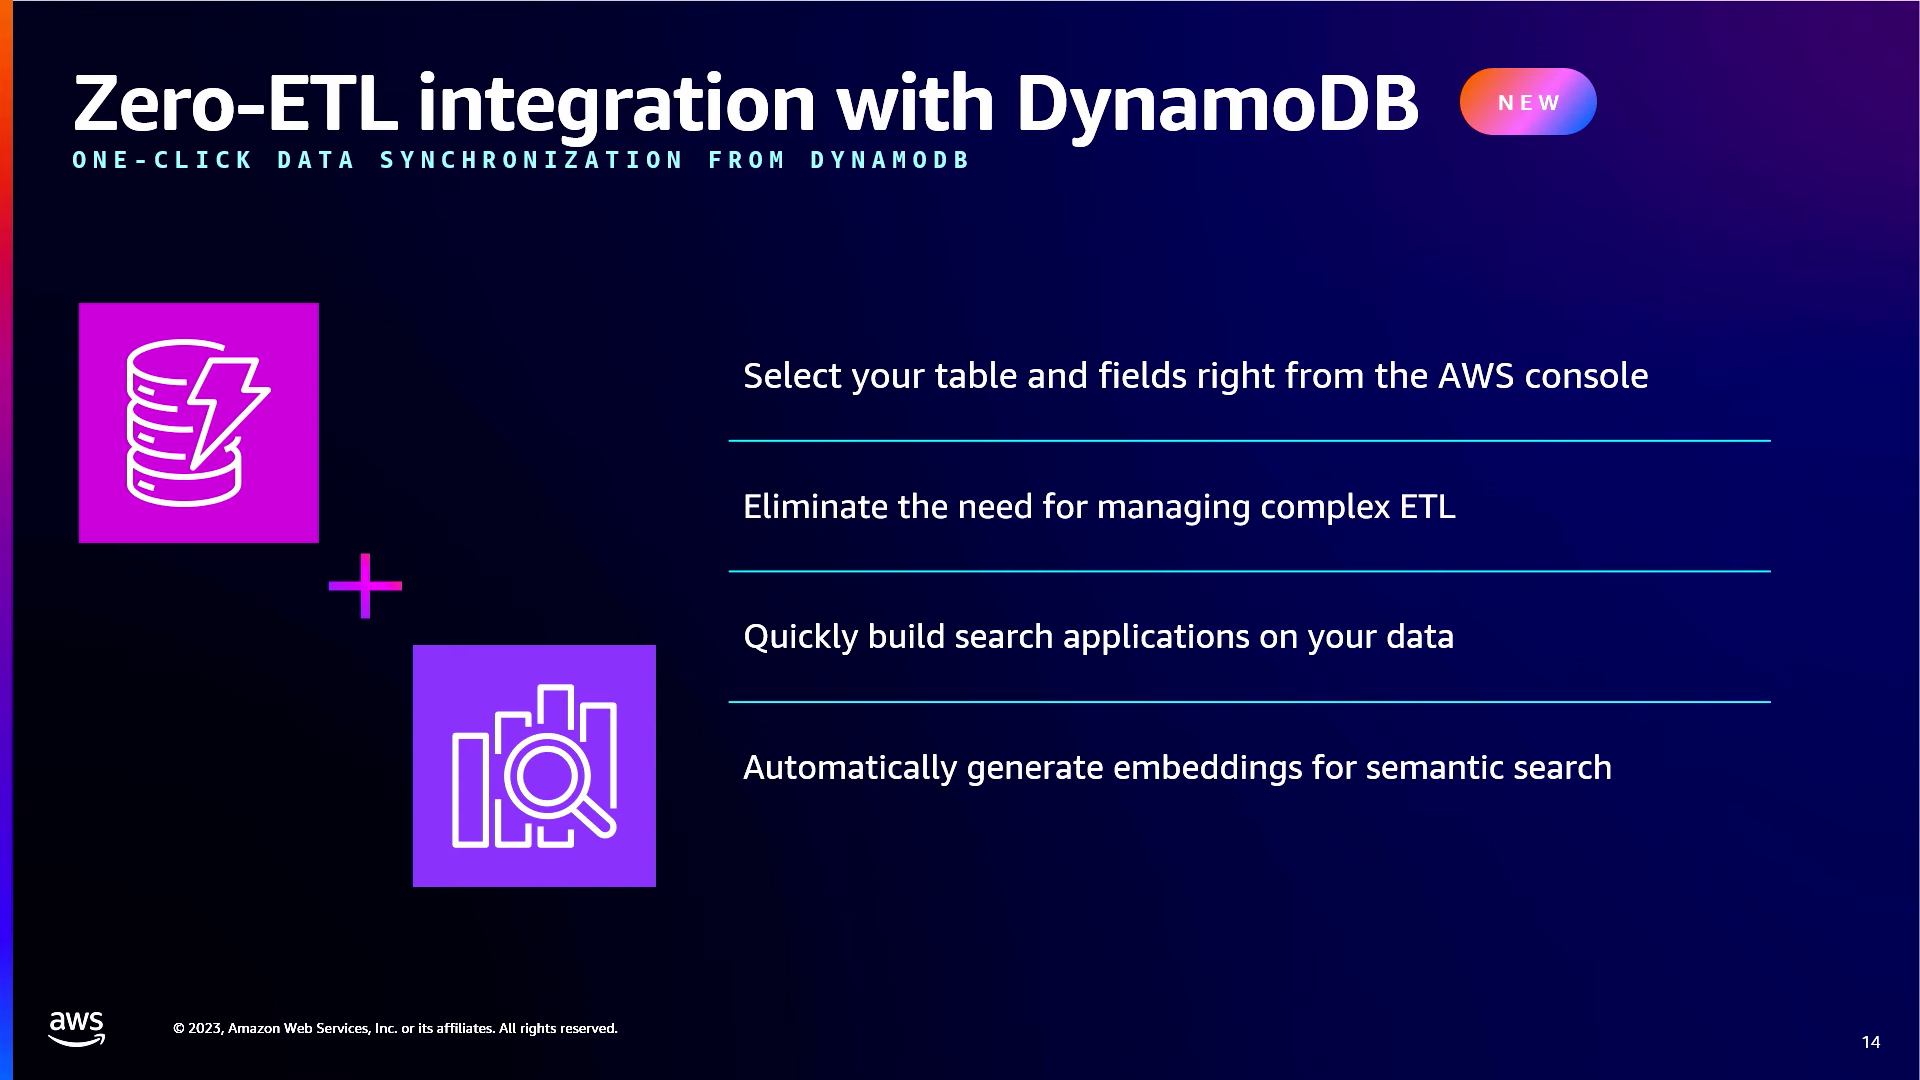 Zero-ETL integration with DynamoDB
NEW
ONE-CLICK DATA SYNCHRONIZATION FROM DYNAMODB
Select your table and fields right from the AWS console
Eliminate the need for managing complex ETL
Quickly build search applications on your data
Automatically generate embeddings for semantic search
aws
© 2023, Amazon Web Services, Inc. or its affiliates. All rights reserved.
14